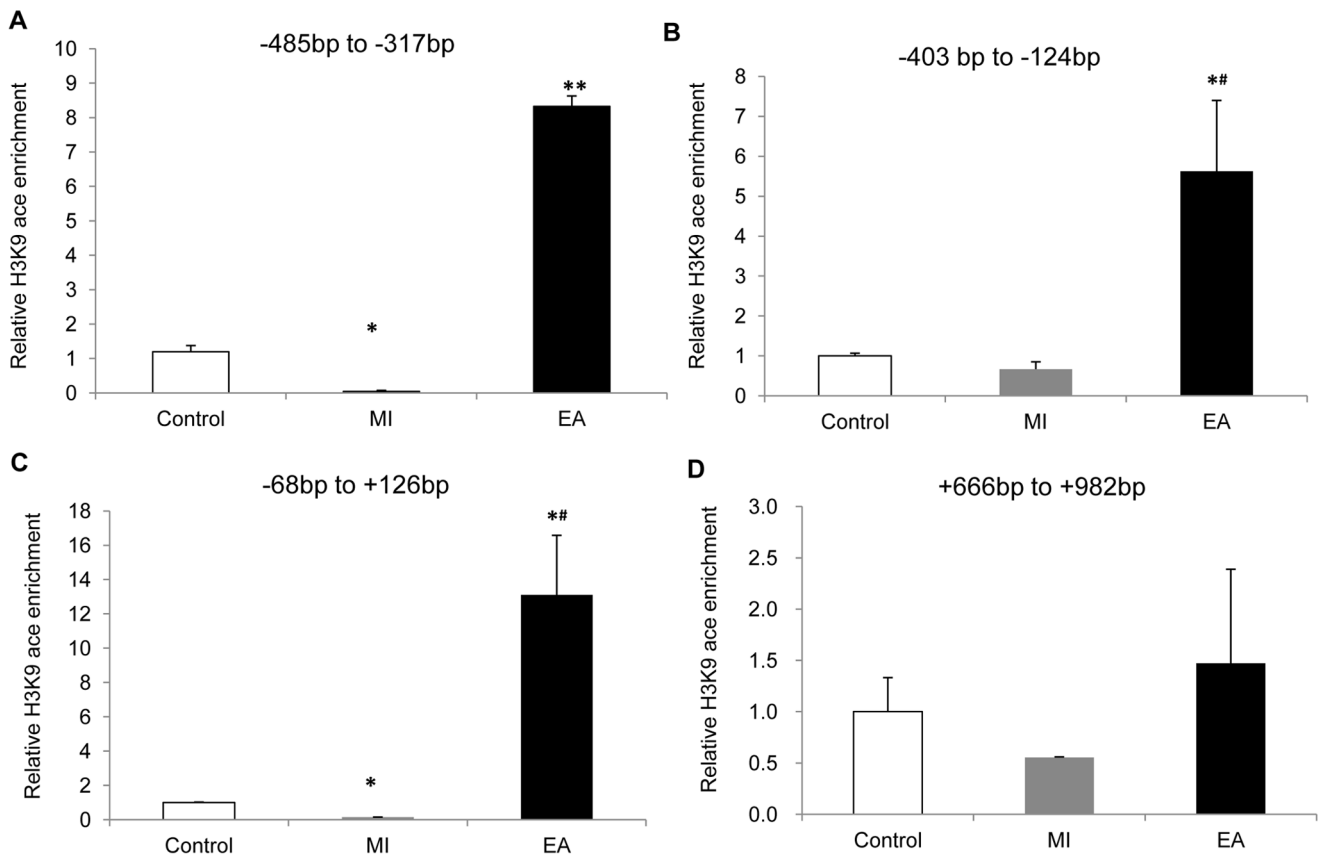 A
-485bp to -317bp
Relative H3K9 ace enrichment
10
9
8
7
6
5
4
3
2
1
0
*
**
Control MI EA
B
-403 bp to -124bp
Relative H3K9 ace enrichment
8
7
6
5
4
3
2
1
0
*#
Control MI EA
C
-68bp to +126bp
Relative H3K9 ace enrichment
18
16
14
12
10
8
6
4
2
0
*
*#
Control MI EA
D
+666bp to +982bp
Relative H3K9 ace enrichment
3.0
2.5
2.0
1.5
1.0
0.5
0.0
Control MI EA